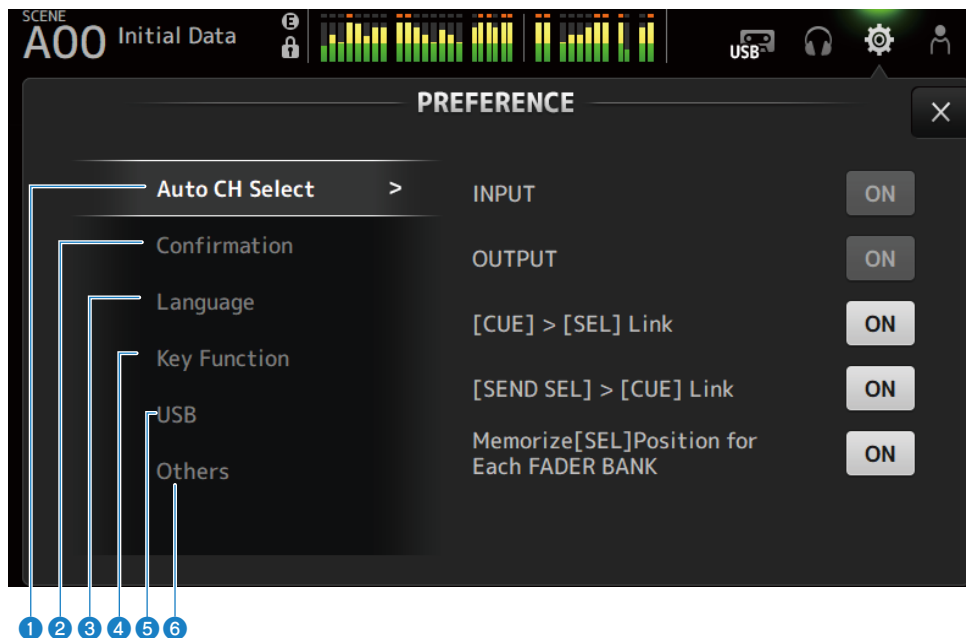 SCENE
A00 Initial Data
E
USB
PREFERENCE
Auto CH Select >
Confirmation
Language
Key Function
USB
Others
INPUT ON
OUTPUT ON
[CUE] > [SEL] Link ON
[SEND SEL] > [CUE] Link ON
Memorize[SEL]Position for
Each FADER BANK ON
1 2 3 4 5 6